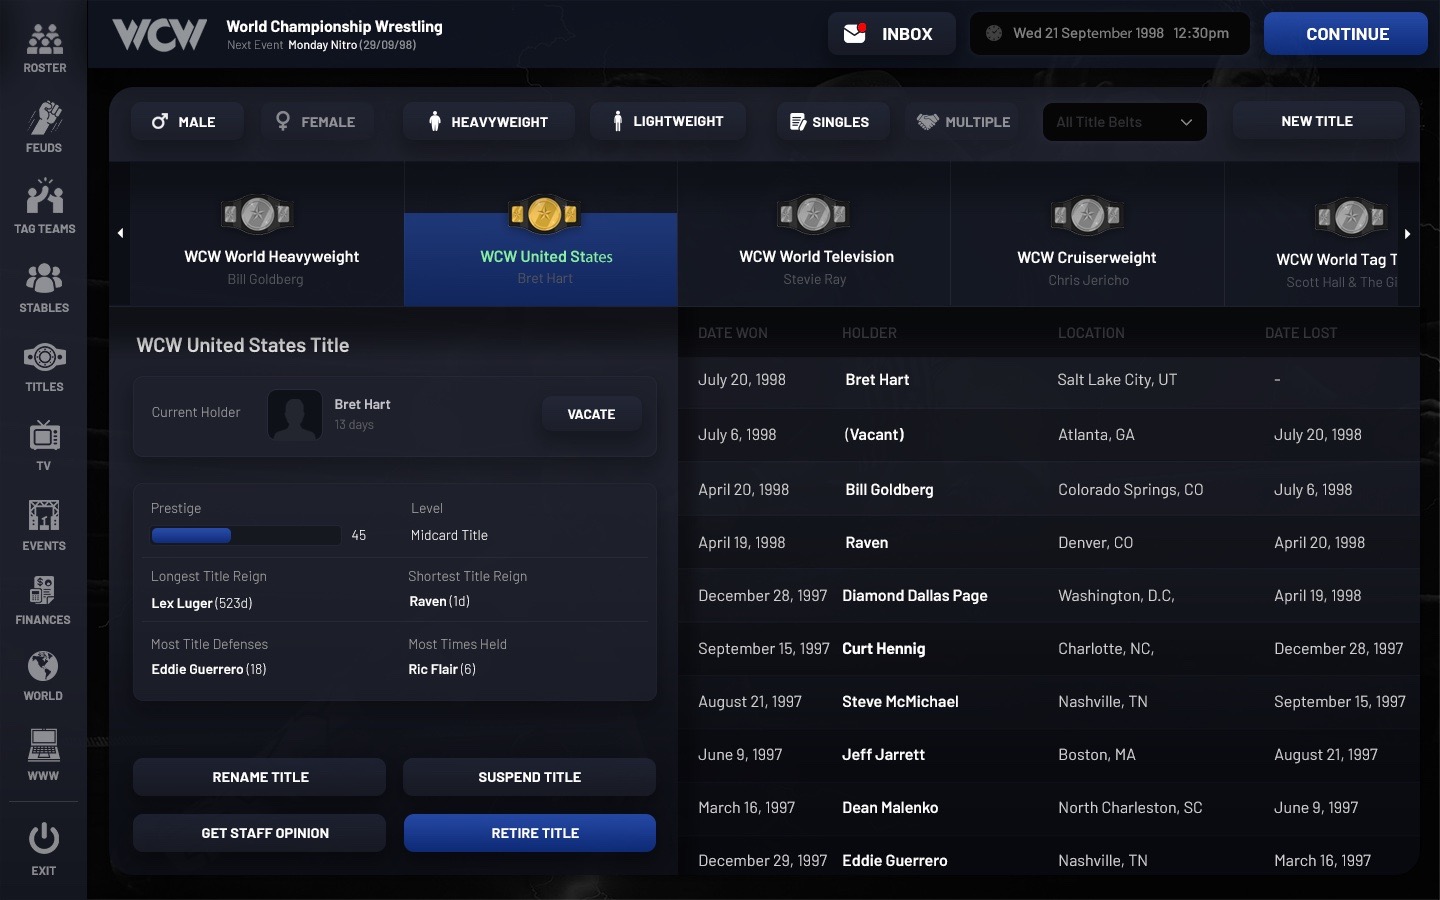 ROSTER
FEUDS
TAG TEAMS
STABLES
TITLES
TV
EVENTS
FINANCES
WORLD
WWW
EXIT
WCW
World Championship Wrestling
Next Event Monday Nitro (29/09/98)
INBOX
Wed 21 September 1998 12:30pm
CONTINUE
MALE
FEMALE
HEAVYWEIGHT
LIGHTWEIGHT
SINGLES
MULTIPLE
All Title Belts
NEW TITLE
WCW World Heavyweight
Bill Goldberg
WCW United States
Bret Hart
WCW World Television
Stevie Ray
WCW Cruiserweight
Chris Jericho
WCW World Tag T
Scott Hall & The Gi
WCW United States Title
Current Holder
Bret Hart
13 days
VACATE
Prestige
45
Level
Midcard Title
Longest Title Reign
Lex Luger (523d)
Shortest Title Reign
Raven (1d)
Most Title Defenses
Eddie Guerrero (18)
Most Times Held
Ric Flair (6)
RENAME TITLE
SUSPEND TITLE
GET STAFF OPINION
RETIRE TITLE
DATE WON HOLDER LOCATION DATE LOST
July 20, 1998 Bret Hart Salt Lake City, UT -
July 6, 1998 (Vacant) Atlanta, GA July 20, 1998
April 20, 1998 Bill Goldberg Colorado Springs, CO July 6, 1998
April 19, 1998 Raven Denver, CO April 20, 1998
December 28, 1997 Diamond Dallas Page Washington, D.C, April 19, 1998
September 15, 1997 Curt Hennig Charlotte, NC, December 28, 1997
August 21, 1997 Steve McMichael Nashville, TN September 15, 1997
June 9, 1997 Jeff Jarrett Boston, MA August 21, 1997
March 16, 1997 Dean Malenko North Charleston, SC June 9, 1997
December 29, 1997 Eddie Guerrero Nashville, TN March 16, 1997